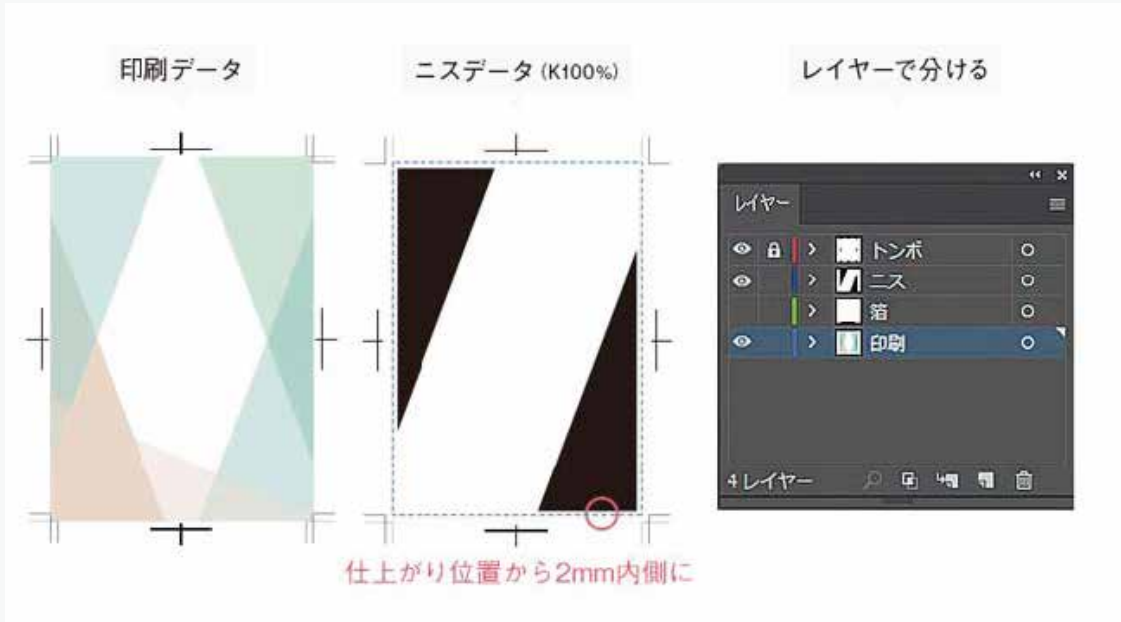 印刷データ
ニスデータ(K100%)
レイヤーで分ける
レイヤー
トンボ
ニス
箔
印刷
4レイヤー
仕上がり位置から2mm内側に